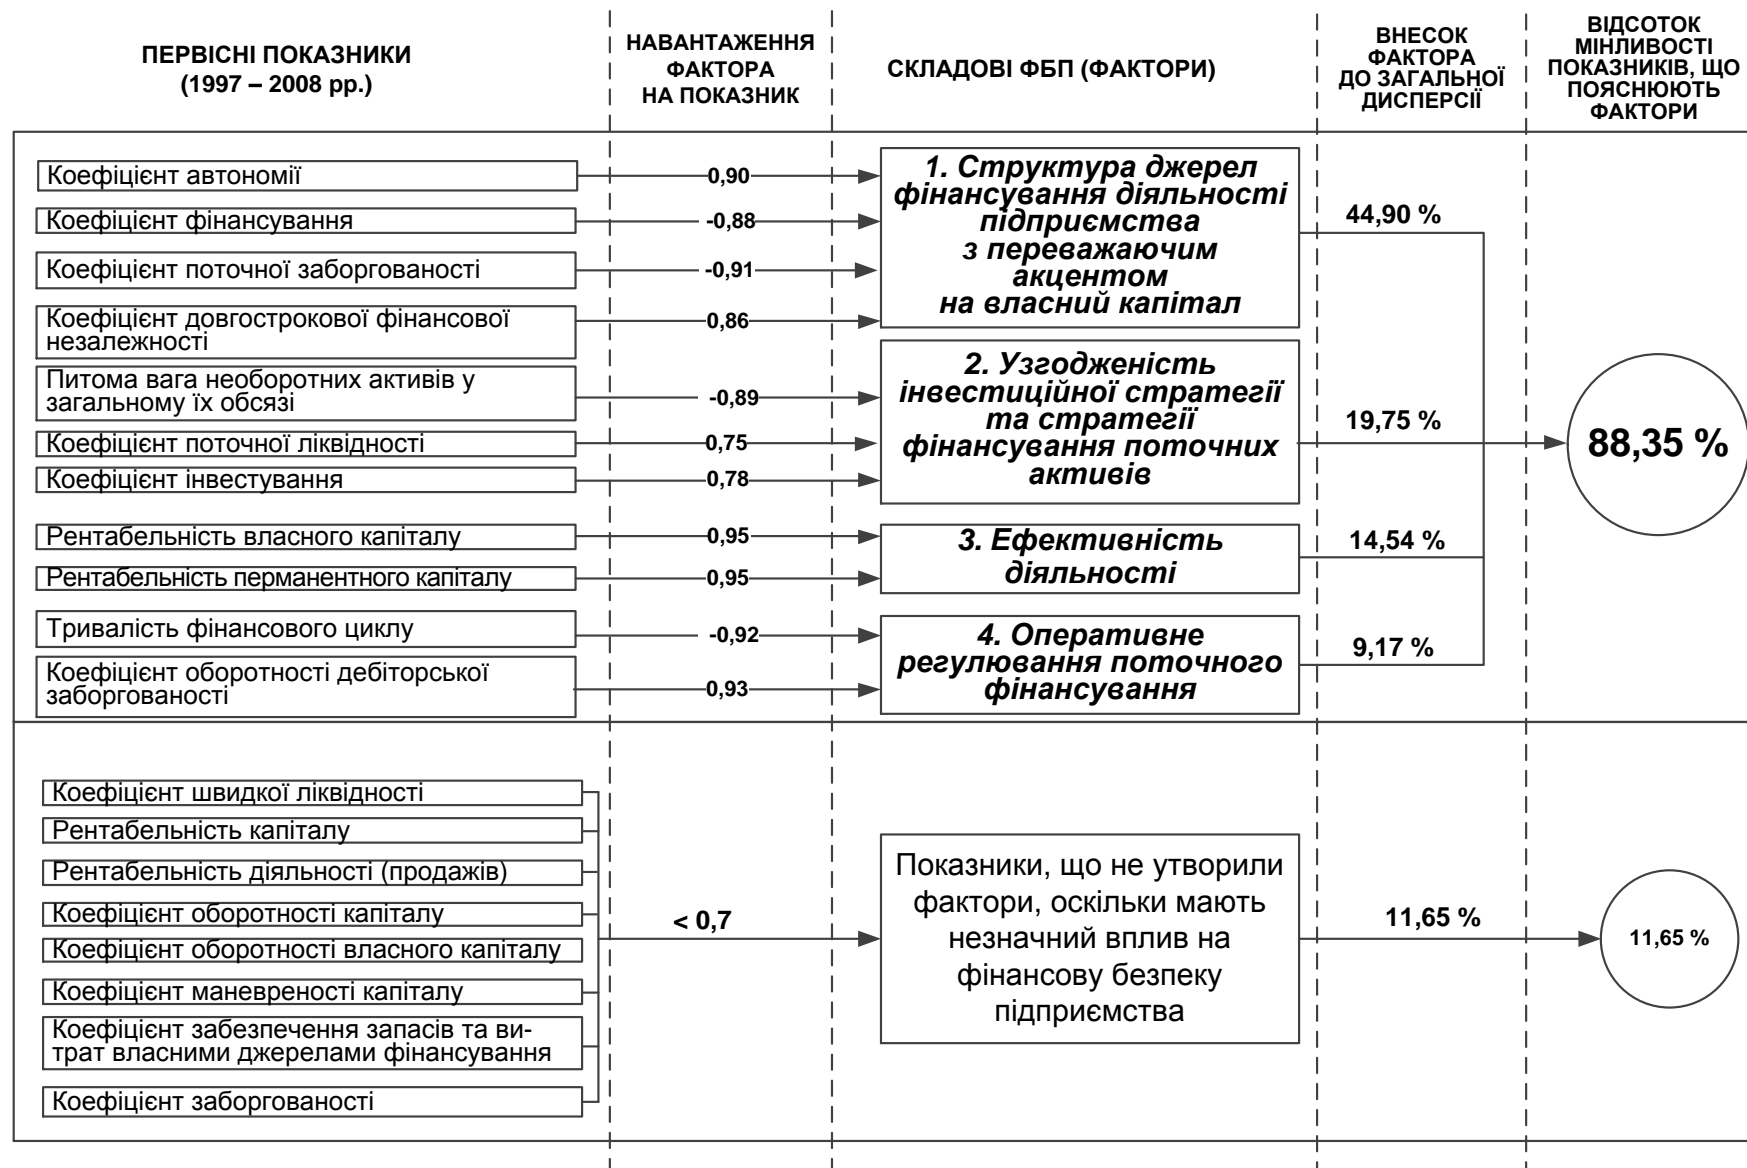 ПЕРВІСНІ ПОКАЗНИКИ
(1997 – 2008 рр.)
НАВАНТАЖЕННЯ
ФАКТОРА
НА ПОКАЗНИК
СКЛАДОВІ ФБП (ФАКТОРИ)
ВНЕСОК
ФАКТОРА
ДО ЗАГАЛЬНОЇ
ДИСПЕРСІЇ
ВІДСОТОК
МІНЛИВОСТІ
ПОКАЗНИКІВ, ЩО
ПОЯСНЮЮТЬ
ФАКТОРИ
Коефіцієнт автономії
0,90
Коефіцієнт фінансування
-0,88
Коефіцієнт поточної заборгованості
-0,91
Коефіцієнт довгострокової фінансової
незалежності
0,86
1. Структура джерел
фінансування діяльності
підприємства
з переважаючим
акцентом
на власний капітал
44,90 %
Питома вага необоротних активів у
загальному їх обсязі
-0,89
Коефіцієнт поточної ліквідності
0,75
Коефіцієнт інвестування
0,78
2. Узгодженість
інвестиційної стратегії
та стратегії
фінансування поточних
активів
19,75 %
88,35 %
Рентабельність власного капіталу
0,95
Рентабельність перманентного капіталу
0,95
3. Ефективність
діяльності
14,54 %
Тривалість фінансового циклу
-0,92
Коефіцієнт оборотності дебіторської
заборгованості
0,93
4. Оперативне
регулювання поточного
фінансування
9,17 %
Коефіцієнт швидкої ліквідності
Рентабельність капіталу
Рентабельність діяльності (продажів)
Коефіцієнт оборотності капіталу
Коефіцієнт оборотності власного капіталу
Коефіцієнт маневреності капіталу
Коефіцієнт забезпечення запасів та ви-
трат власними джерелами фінансування
Коефіцієнт заборгованості
< 0,7
Показники, що не утворили
фактори, оскільки мають
незначний вплив на
фінансову безпеку
підприємства
11,65 %
11,65 %